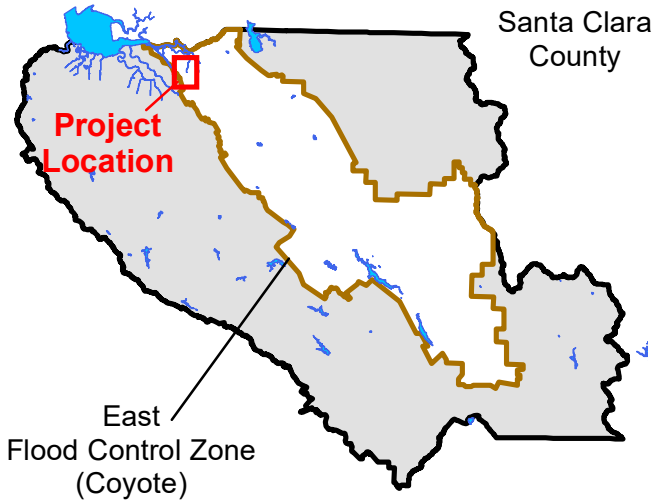 Santa Clara
County
Project
Location
East
Flood Control Zone
(Coyote)